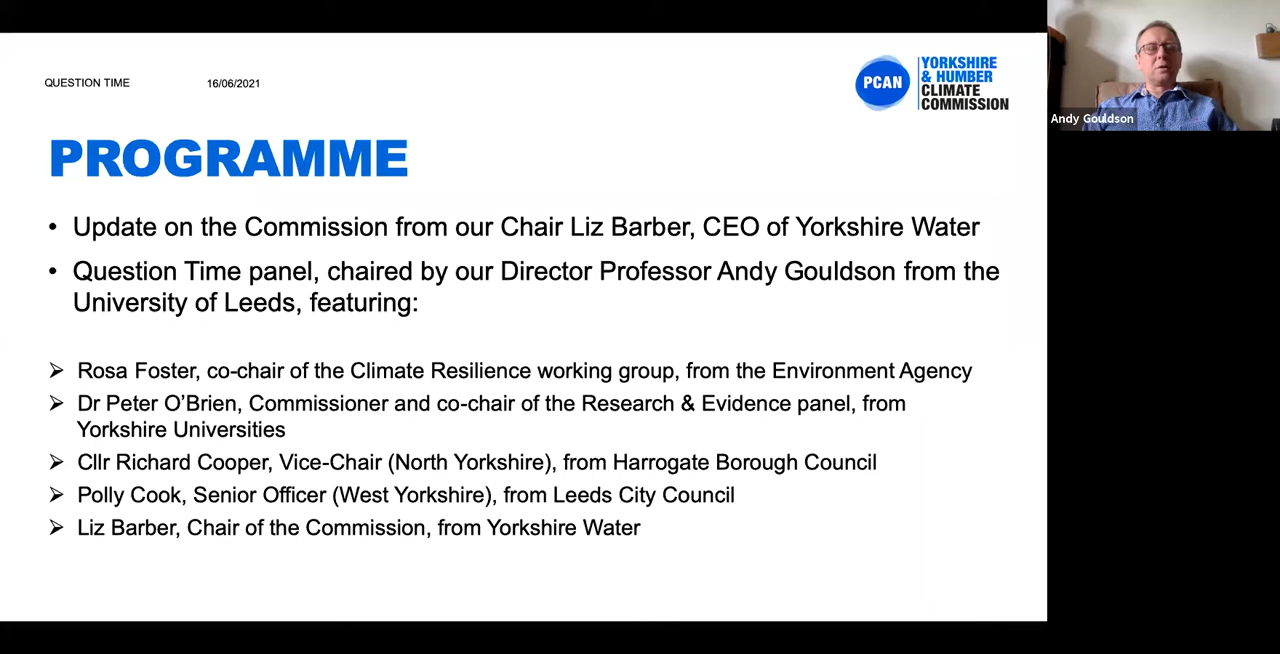 QUESTION TIME 16/06/2021
PCAN
YORKSHIRE
& HUMBER
CLIMATE
COMMISSION
Andy Gouldson
PROGRAMME
• Update on the Commission from our Chair Liz Barber, CEO of Yorkshire Water
• Question Time panel, chaired by our Director Professor Andy Gouldson from the
University of Leeds, featuring:
➢ Rosa Foster, co-chair of the Climate Resilience working group, from the Environment Agency
➢ Dr Peter O’Brien, Commissioner and co-chair of the Research & Evidence panel, from
Yorkshire Universities
➢ Cllr Richard Cooper, Vice-Chair (North Yorkshire), from Harrogate Borough Council
➢ Polly Cook, Senior Officer (West Yorkshire), from Leeds City Council
➢ Liz Barber, Chair of the Commission, from Yorkshire Water